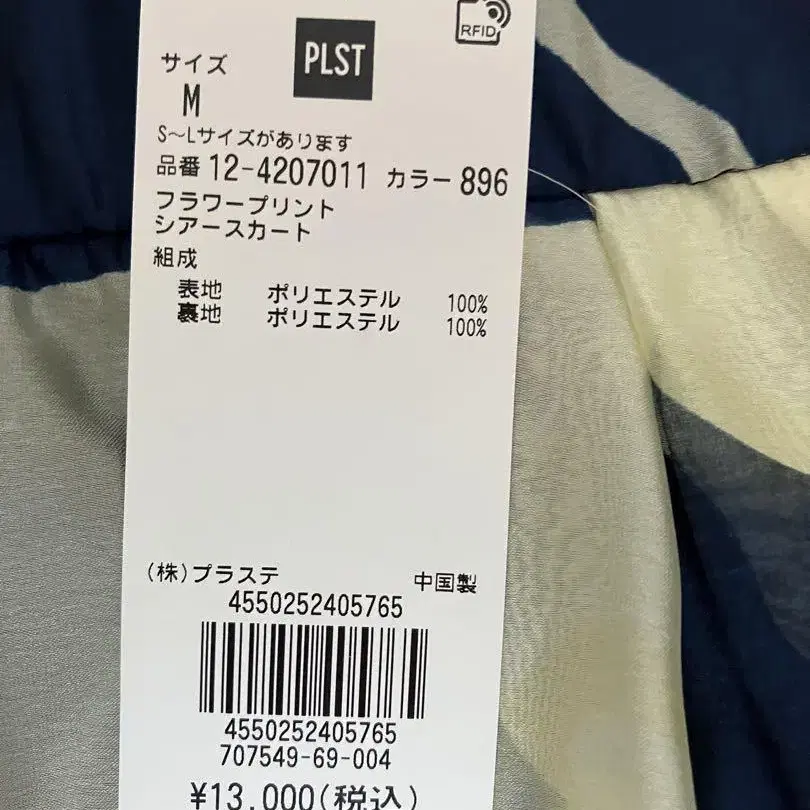 PLST
RFID
サイズ
M
S~Lサイズがあります
品番 12-4207011 カラー 896
フラワープリント
シアースカート
組成
表地 ポリエステル 100%
裏地 ポリエステル 100%
(株)プラステ 中国製
4550252405765
4550252405765
707549-69-004
¥13,000(税込)